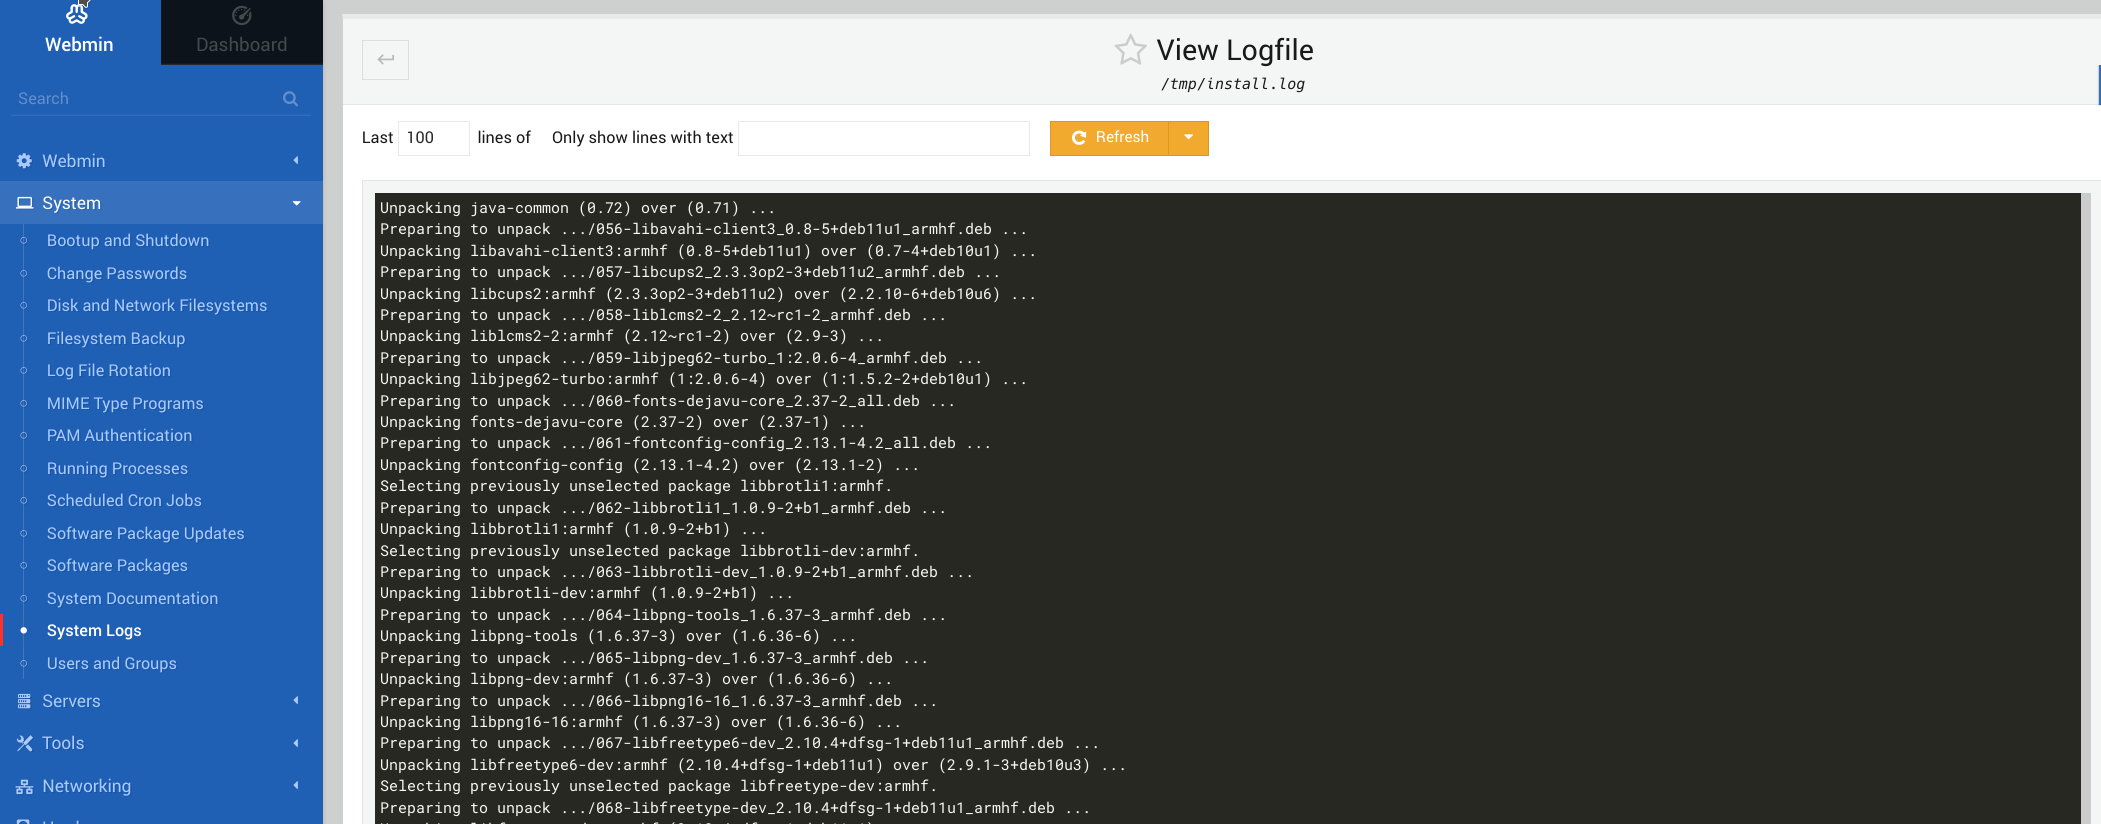 Webmin
Dashboard
Search
Webmin
System
Bootup and Shutdown
Change Passwords
Disk and Network Filesystems
Filesystem Backup
Log File Rotation
MIME Type Programs
PAM Authentication
Running Processes
Scheduled Cron Jobs
Software Package Updates
Software Packages
System Documentation
System Logs
Users and Groups
Servers
Tools
Networking
View Logfile
/tmp/install.log
Last 100 lines of Only show lines with text Refresh
Unpacking java-common (0.72) over (0.71) ...
Preparing to unpack .../056-libavahi-client3_0.8-5+deb11u1_armhf.deb ...
Unpacking libavahi-client3:armhf (0.8-5+deb11u1) over (0.7-4+deb10u1) ...
Preparing to unpack .../057-libcups2_2.3.3op2-3+deb11u2_armhf.deb ...
Unpacking libcups2:armhf (2.3.3op2-3+deb11u2) over (2.2.10-6+deb10u6) ...
Preparing to unpack .../058-liblcms2-2_2.12~rc1-2_armhf.deb ...
Unpacking liblcms2-2:armhf (2.12~rc1-2) over (2.9-3) ...
Preparing to unpack .../059-libjpeg62-turbo_1:2.0.6-4_armhf.deb ...
Unpacking libjpeg62-turbo:armhf (1:2.0.6-4) over (1:1.5.2-2+deb10u1) ...
Preparing to unpack .../060-fonts-dejavu-core_2.37-2_all.deb ...
Unpacking fonts-dejavu-core (2.37-2) over (2.37-1) ...
Preparing to unpack .../061-fontconfig-config_2.13.1-4.2_all.deb ...
Unpacking fontconfig-config (2.13.1-4.2) over (2.13.1-2) ...
Selecting previously unselected package libbrotli1:armhf.
Preparing to unpack .../062-libbrotli1_1.0.9-2+b1_armhf.deb ...
Unpacking libbrotli1:armhf (1.0.9-2+b1) ...
Selecting previously unselected package libbrotli-dev:armhf.
Preparing to unpack .../063-libbrotli-dev_1.0.9-2+b1_armhf.deb ...
Unpacking libbrotli-dev:armhf (1.0.9-2+b1) ...
Preparing to unpack .../064-libpng-tools_1.6.37-3_armhf.deb ...
Unpacking libpng-tools (1.6.37-3) over (1.6.36-6) ...
Preparing to unpack .../065-libpng-dev_1.6.37-3_armhf.deb ...
Unpacking libpng-dev:armhf (1.6.37-3) over (1.6.36-6) ...
Preparing to unpack .../066-libpng16-16_1.6.37-3_armhf.deb ...
Unpacking libpng16-16:armhf (1.6.37-3) over (1.6.36-6) ...
Preparing to unpack .../067-libfreetype6-dev_2.10.4+dfsg-1+deb11u1_armhf.deb ...
Unpacking libfreetype6-dev:armhf (2.10.4+dfsg-1+deb11u1) over (2.9.1-3+deb10u3) ...
Selecting previously unselected package libfreetype-dev:armhf.
Preparing to unpack .../068-libfreetype-dev_2.10.4+dfsg-1+deb11u1_armhf.deb ...